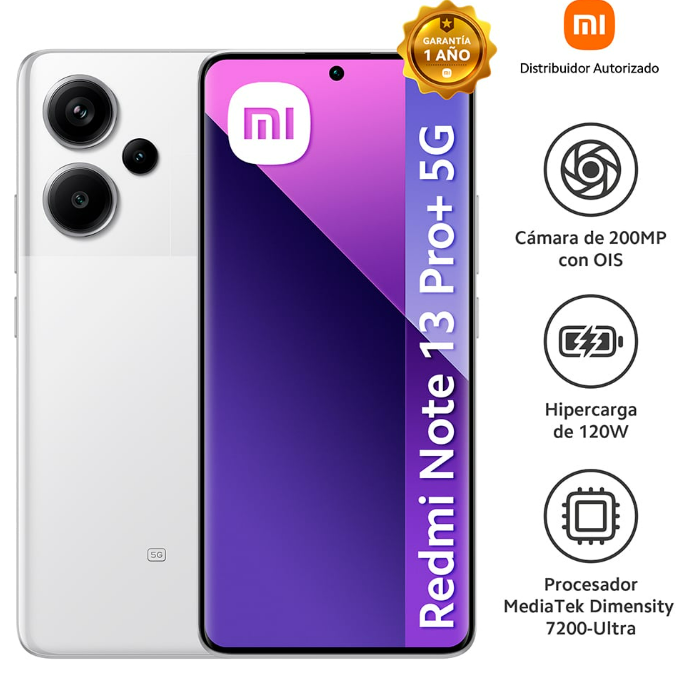 GARANTÍA
1 AÑO
mi
mi
Distribuidor Autorizado
mi
Redmi Note 13 Pro+ 5G
5G
Cámara de 200MP
con OIS
Hipercarga
de 120W
Procesador
MediaTek Dimensity
7200-Ultra